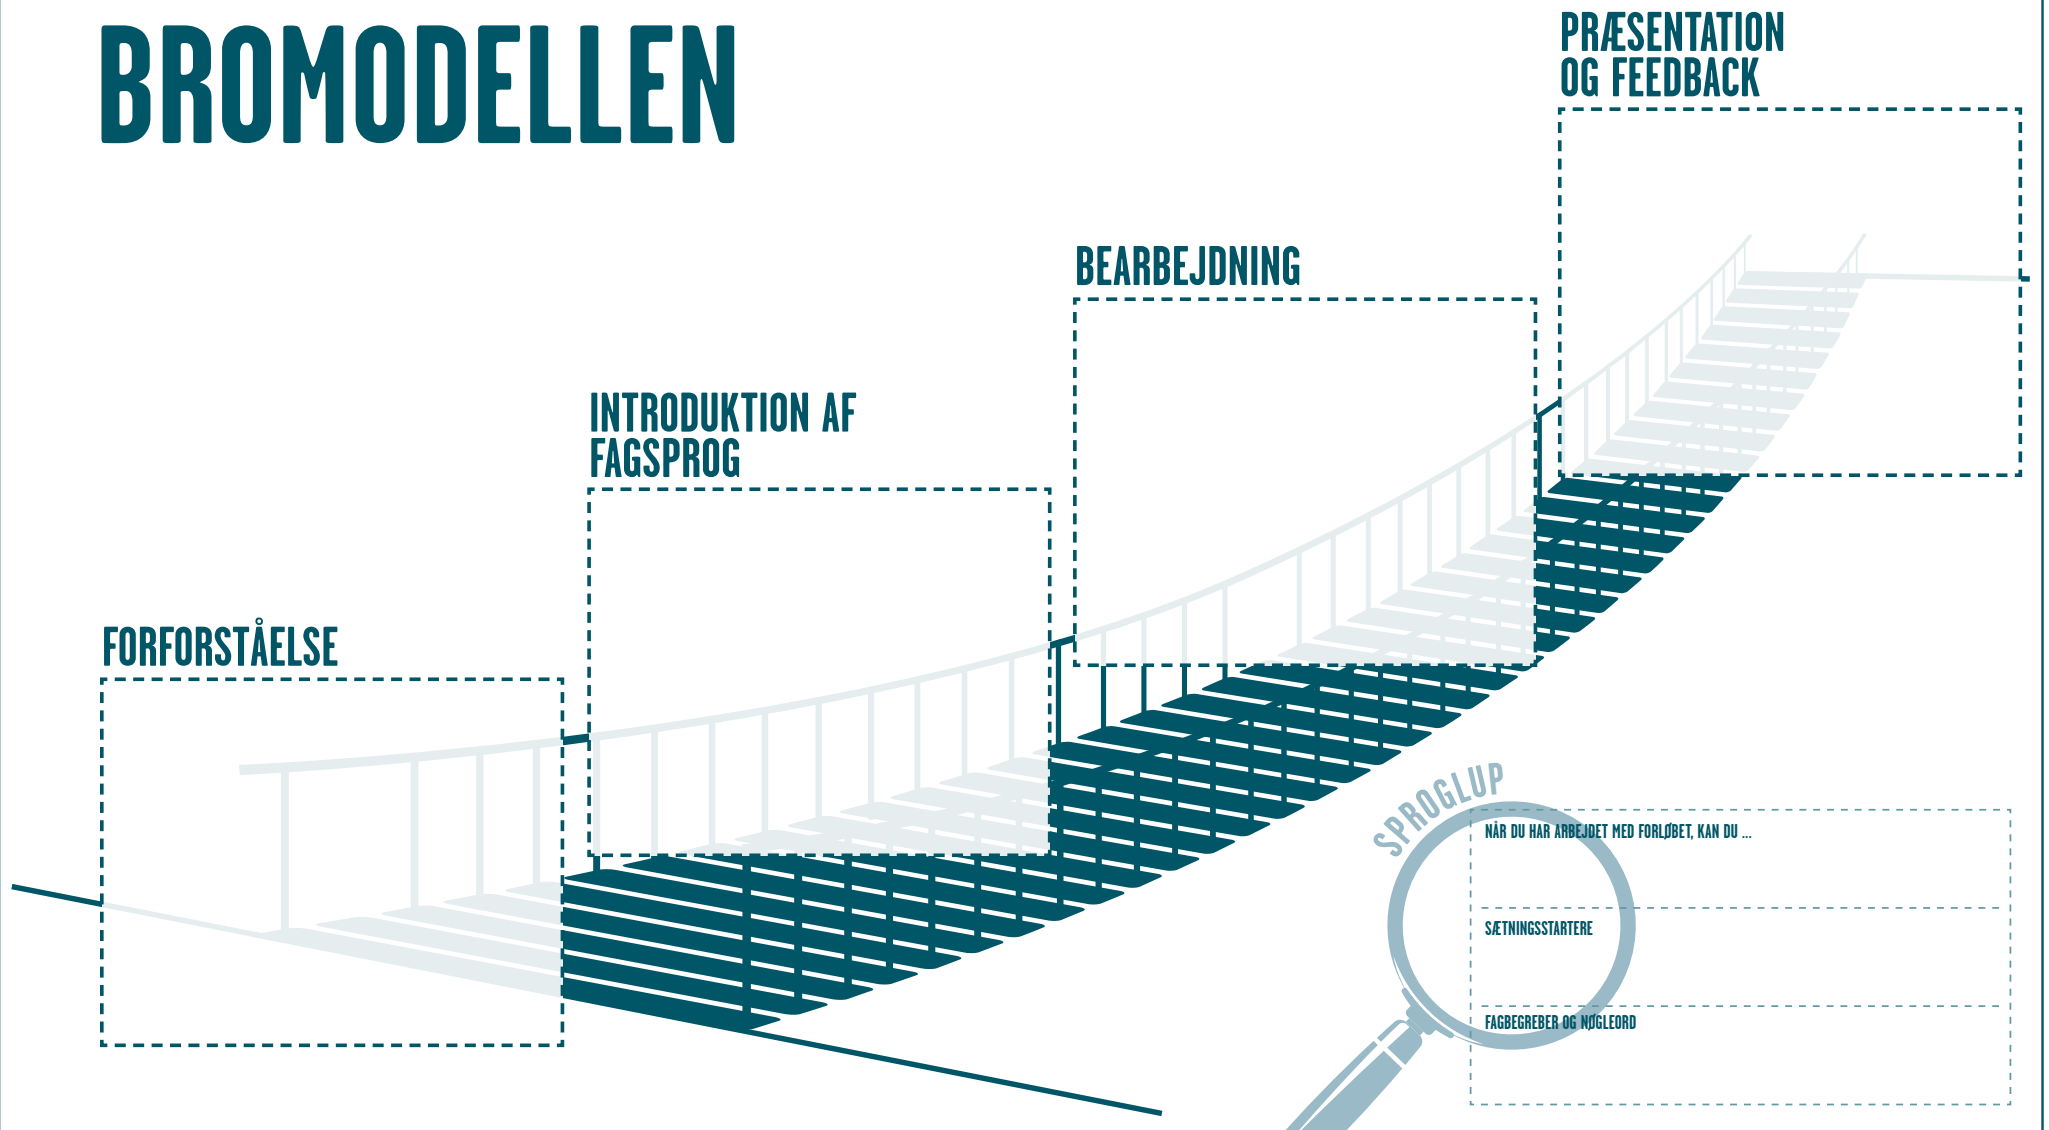 BROMODELLEN
FORFORSTÅELSE
INTRODUKTION AF
FAGSPROG
BEARBEJDNING
PRÆSENTATION
OG FEEDBACK
SPROGLUP
NÅR DU HAR ARBEJDET MED FORLØBET, KAN DU ...
SÆTNINGSSTARTERE
FAGBEGREBER OG NØGLEORD